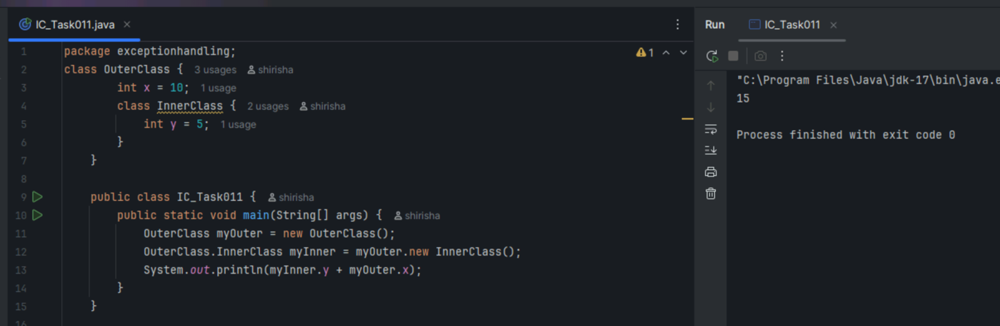 IC_Task011.java
1 package exceptionhandling;
2 class OuterClass { 3 usages shirisha
3 int x = 10; 1 usage
4 class InnerClass { 2 usages shirisha
5 int y = 5; 1 usage
6 }
7 }
8
9 public class IC_Task011 { shirisha
10 public static void main(String[] args) { shirisha
11 OuterClass myOuter = new OuterClass();
12 OuterClass.InnerClass myInner = myOuter.new InnerClass();
13 System.out.println(myInner.y + myOuter.x);
14 }
15 }
16
1
Run IC_Task011
"C:\Program Files\Java\jdk-17\bin\java.e
15
Process finished with exit code 0